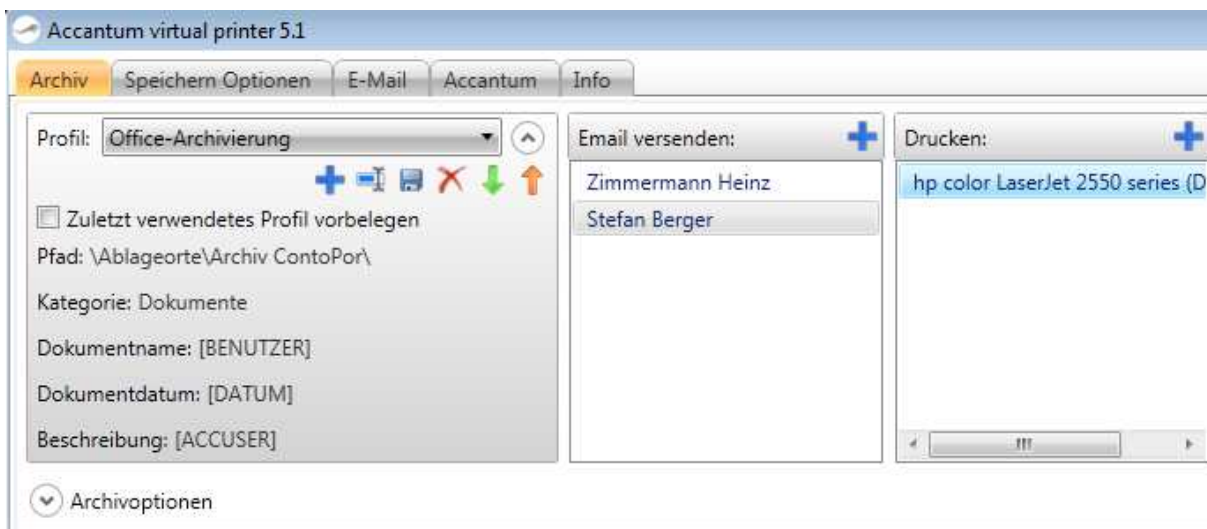 Accantum virtual printer 5.1
Archiv Speichern Optionen E-Mail Accantum Info
Profil: Office-Archivierung
Zuletzt verwendetes Profil vorbelegen
Pfad: \Ablageorte\Archiv ContoPor\
Kategorie: Dokumente
Dokumentname: [BENUTZER]
Dokumentdatum: [DATUM]
Beschreibung: [ACCUSER]
Email versenden:
Zimmermann Heinz
Stefan Berger
Drucken:
hp color LaserJet 2550 series (D
Archivoptionen